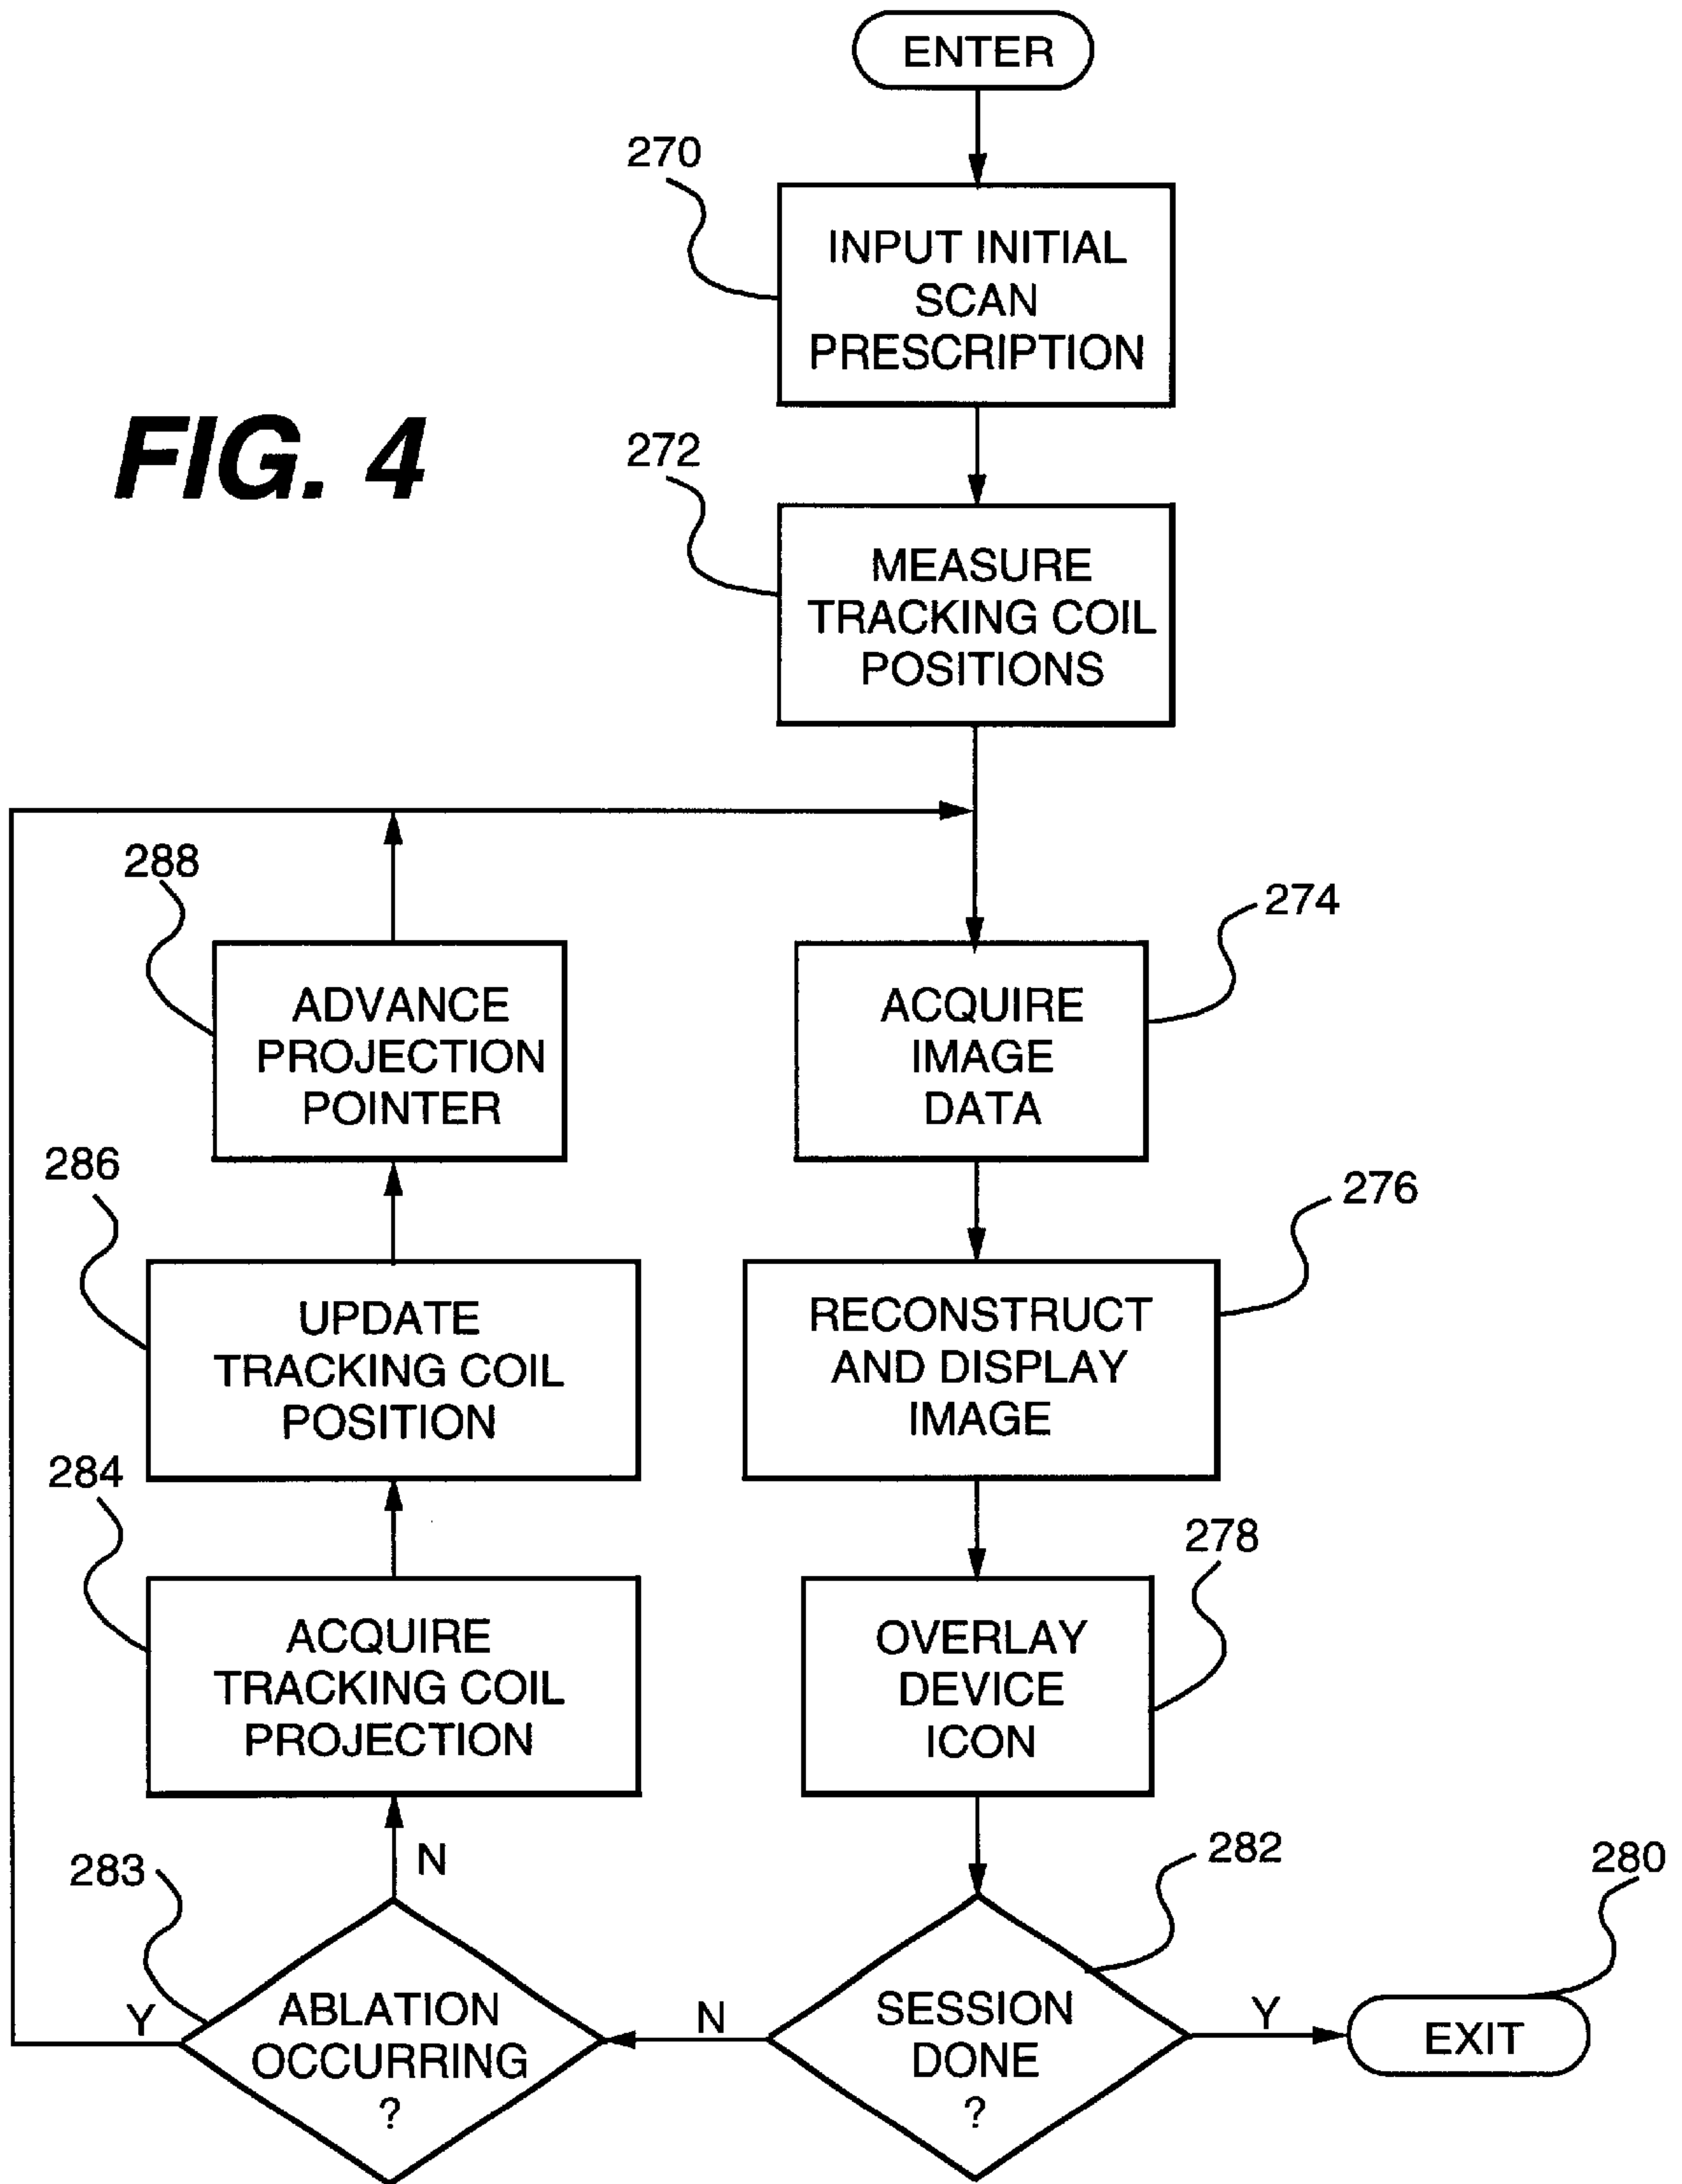 ENTER
270
INPUT INITIAL
SCAN
PRESCRIPTION
FIG. 4
272
MEASURE
TRACKING COIL
POSITIONS
288
ADVANCE
PROJECTION
POINTER
274
ACQUIRE
IMAGE
DATA
286
UPDATE
TRACKING COIL
POSITION
276
RECONSTRUCT
AND DISPLAY
IMAGE
284
ACQUIRE
TRACKING COIL
PROJECTION
278
OVERLAY
DEVICE
ICON
N
283
Y
ABLATION
OCCURRING
?
N
282
SESSION
DONE
?
Y
280
EXIT